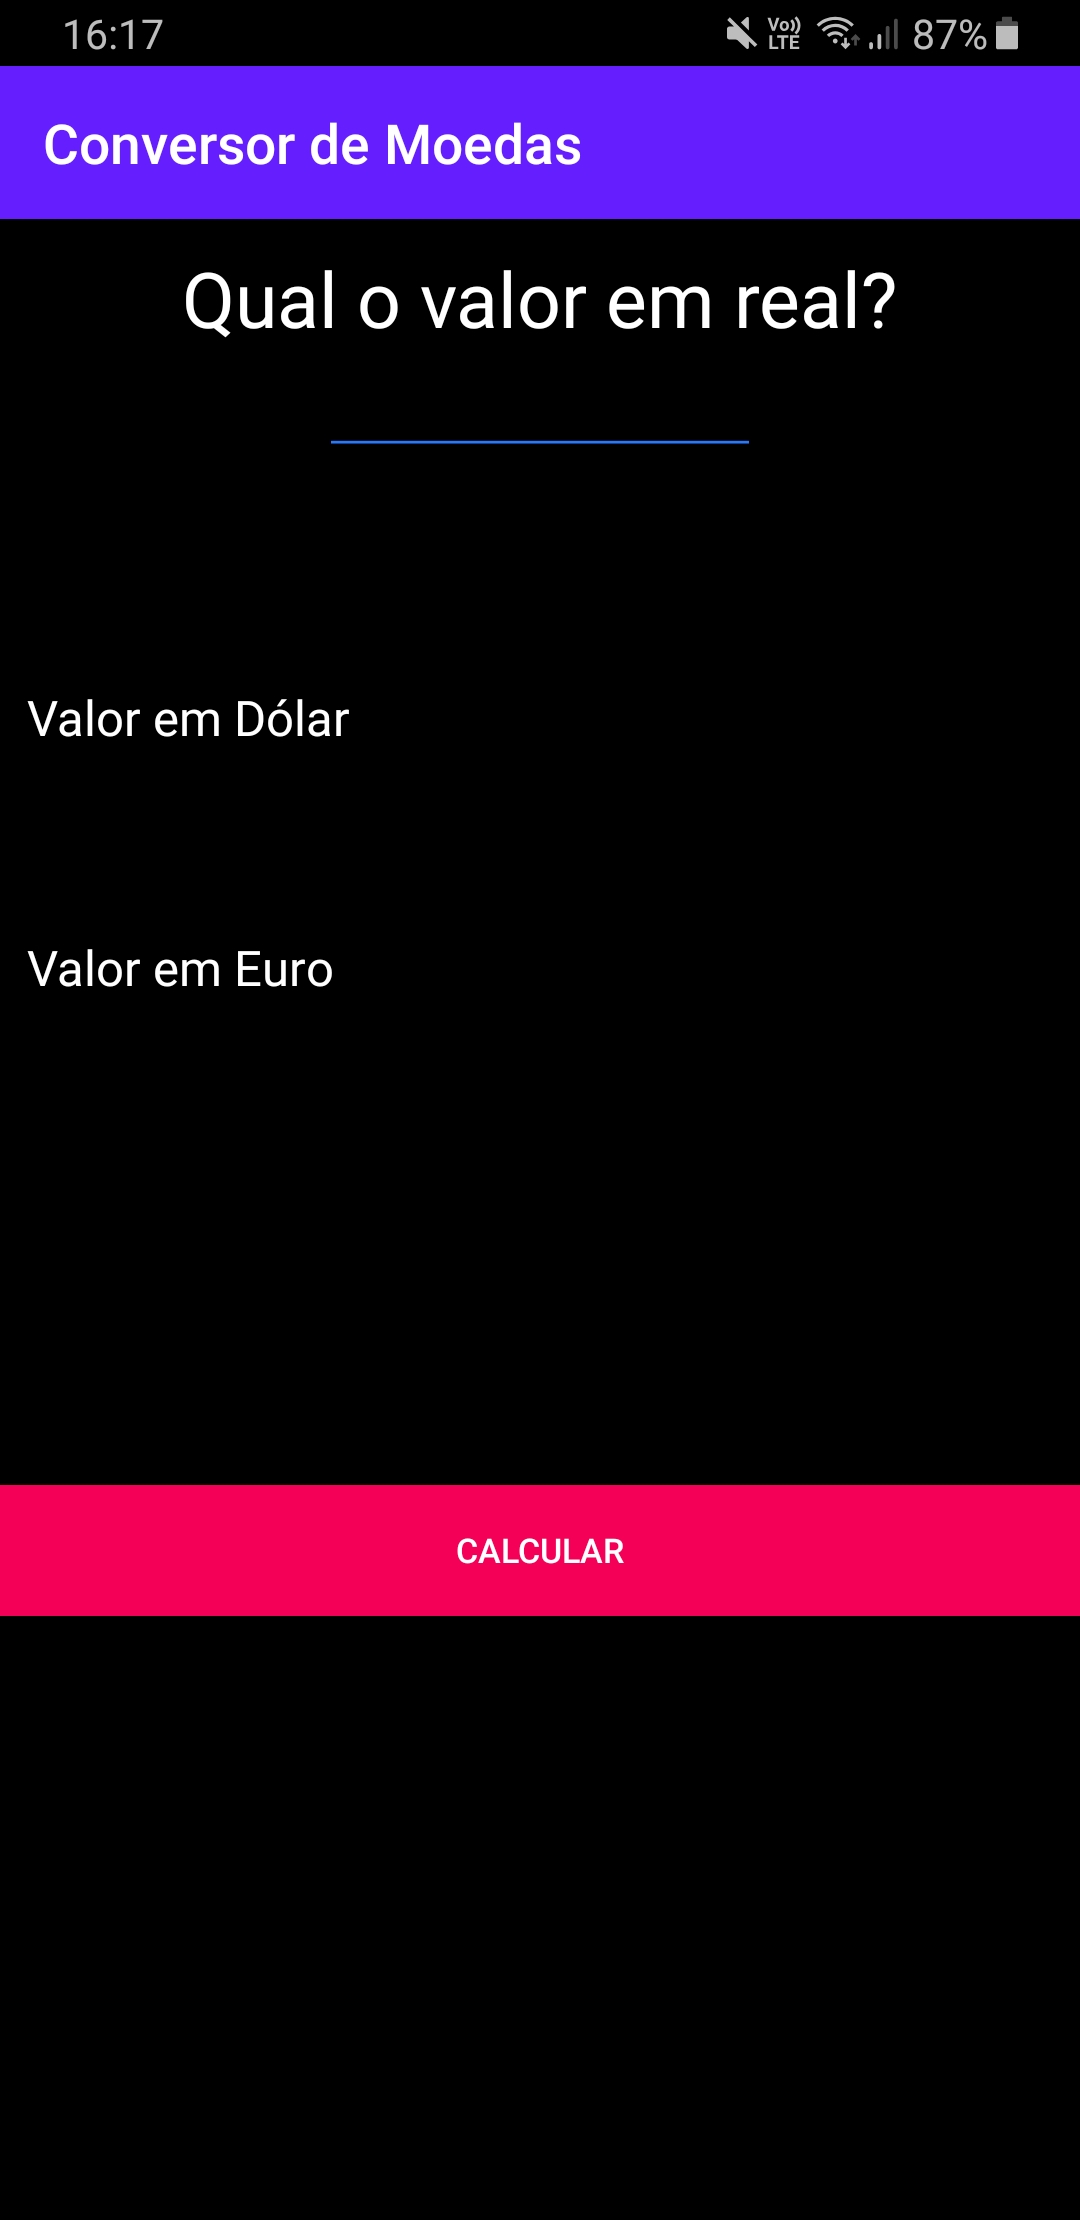 16:17 Vo)) LTE 87%
Conversor de Moedas
Qual o valor em real?
Valor em Dólar
Valor em Euro
CALCULAR